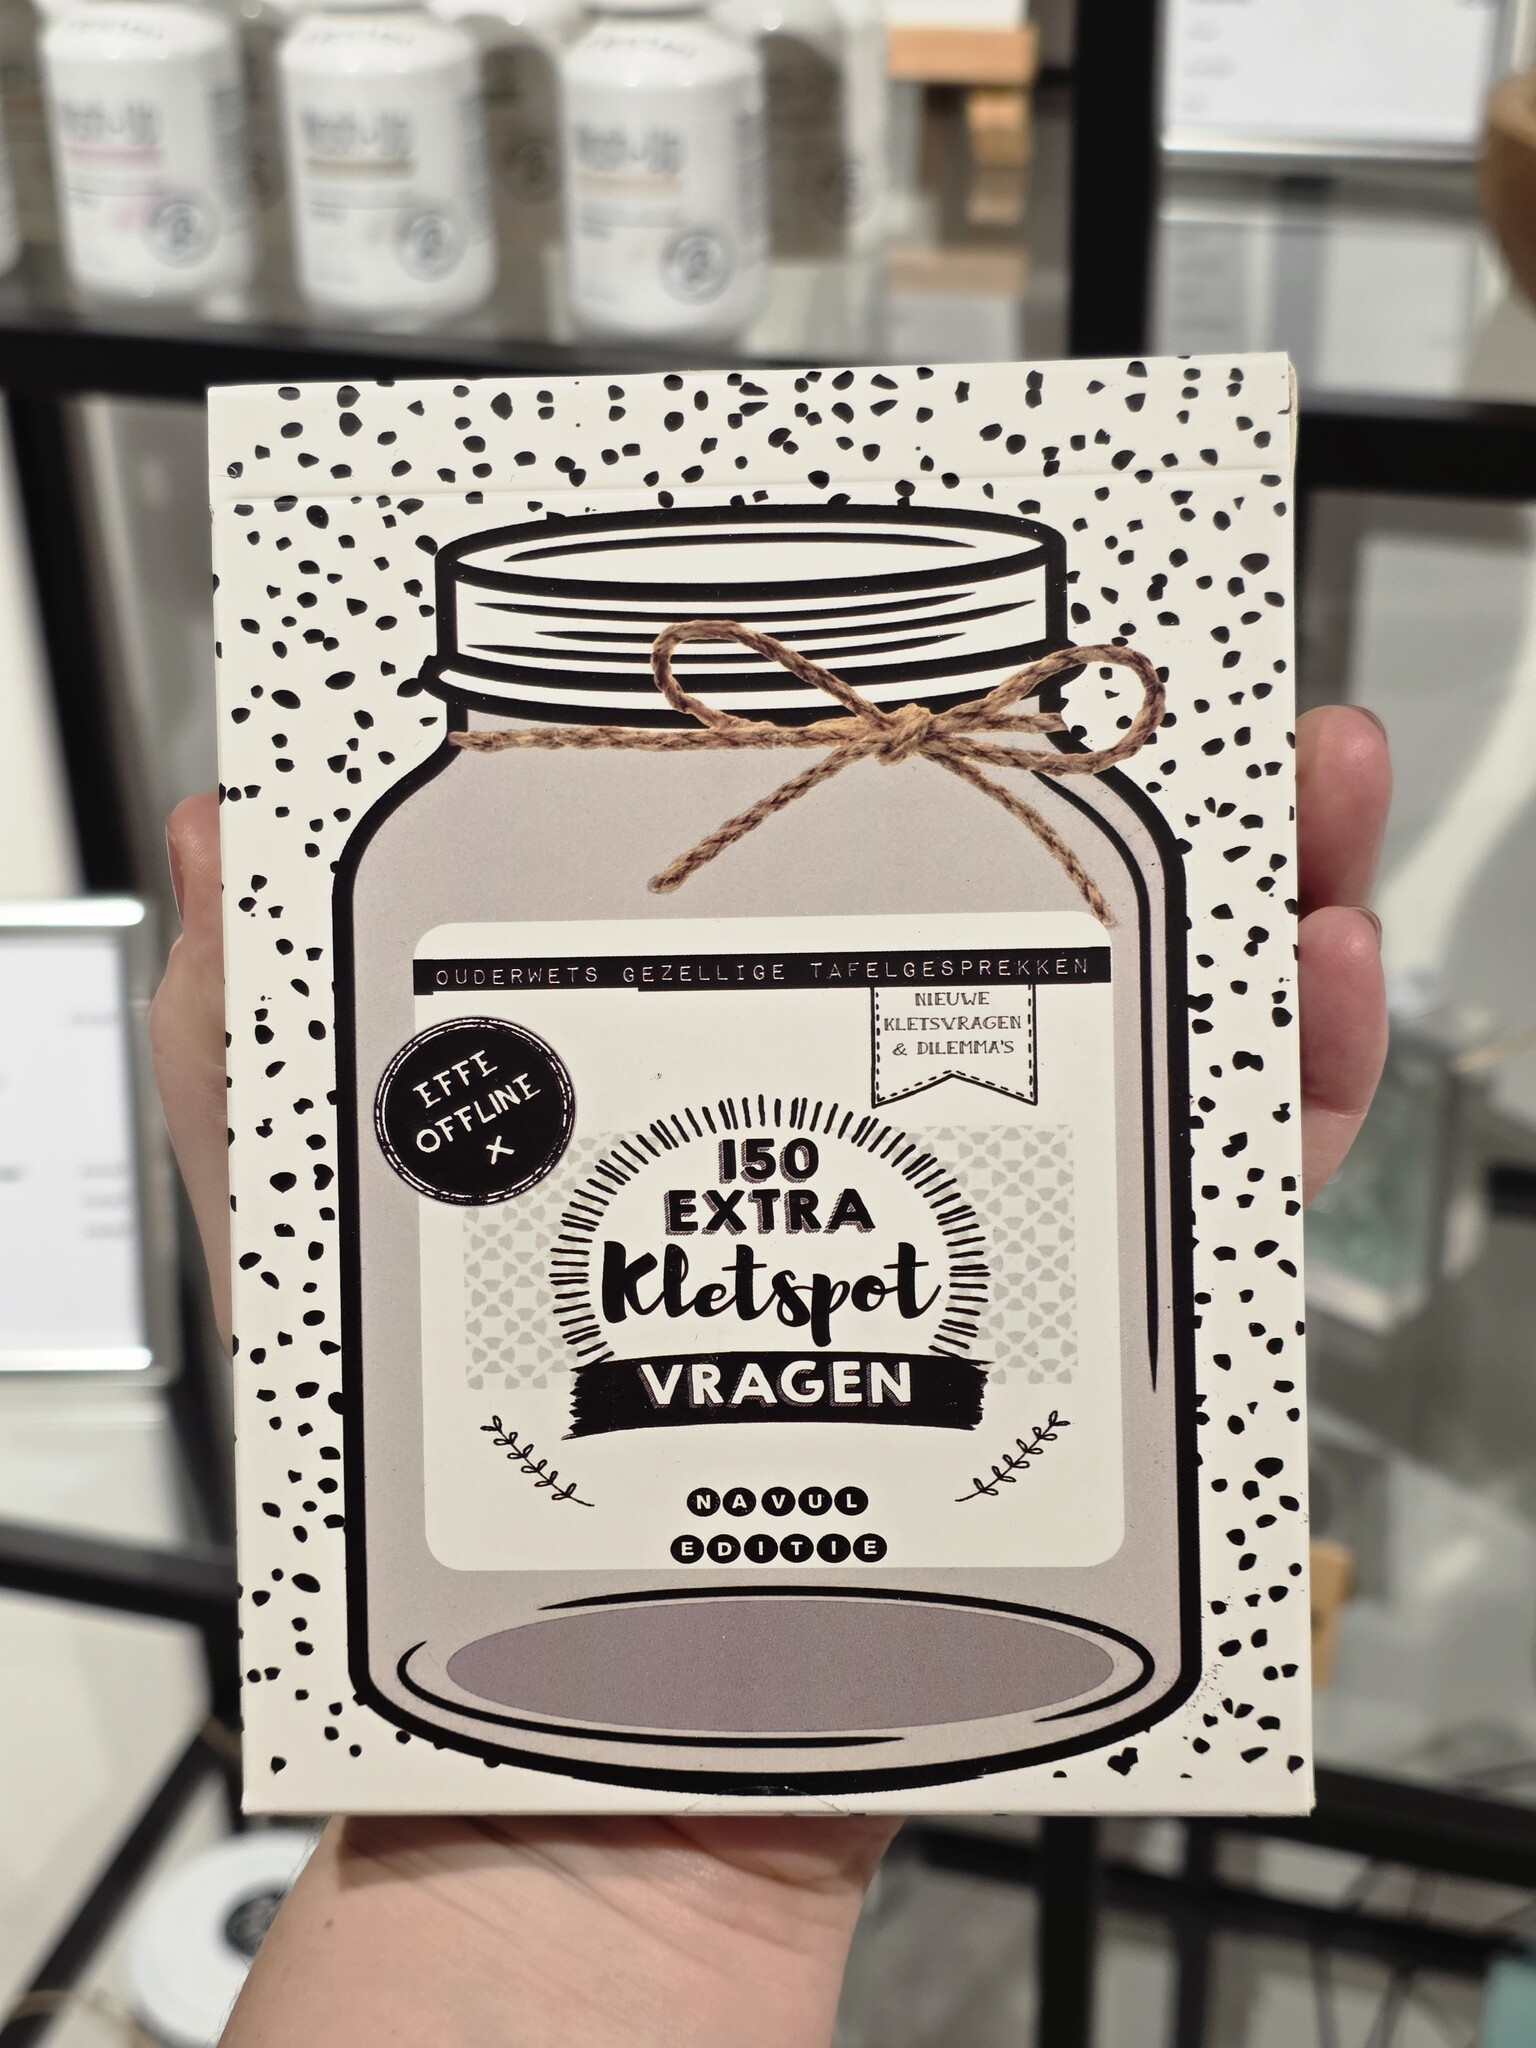 OUDERWETS GEZELLIGE TAFELGESPREKKEN
NIEUWE
KLETSVRAGEN
& DILEMMA'S
EFFE
OFFLINE
X
150
EXTRA
Kletspot
VRAGEN
NAVUL
EDITIE